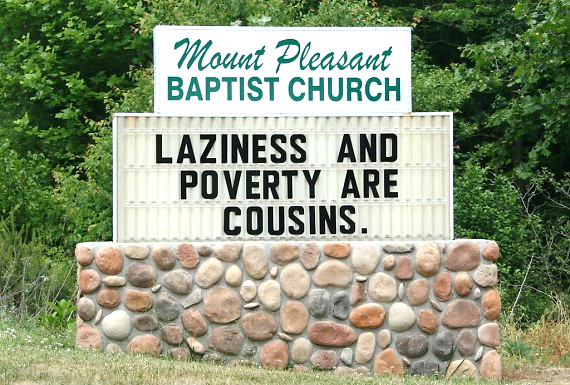 Mount Pleasant
BAPTIST CHURCH
LAZINESS AND
POVERTY ARE
COUSINS.